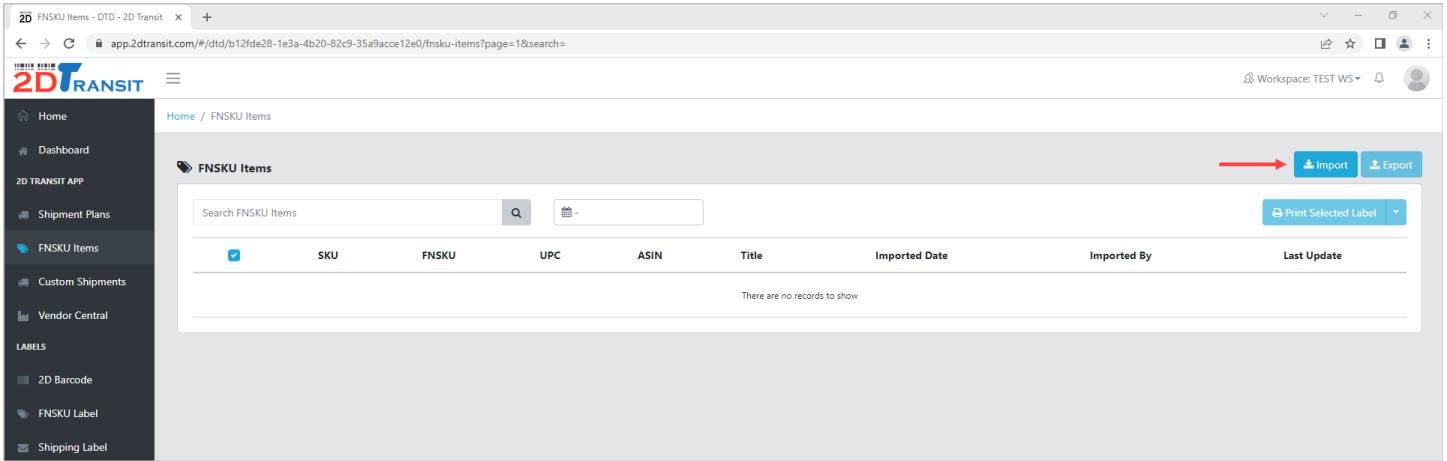 2D FNSKU Items - DTD - 2D Transit
app.2dtransit.com/#/dtd/b12fde28-1e3a-4b20-82c9-35a9acce12e0/fnsku-items?page=1&search=
2DTRANSIT
Workspace: TEST WS
Home
Home / FNSKU Items
Dashboard
FNSKU Items
Import
Export
2D TRANSIT APP
Shipment Plans
Search FNSKU Items
-
Print Selected Label
FNSKU Items
SKU FNSKU UPC ASIN Title Imported Date Imported By Last Update
Custom Shipments
There are no records to show
Vendor Central
LABELS
2D Barcode
FNSKU Label
Shipping Label